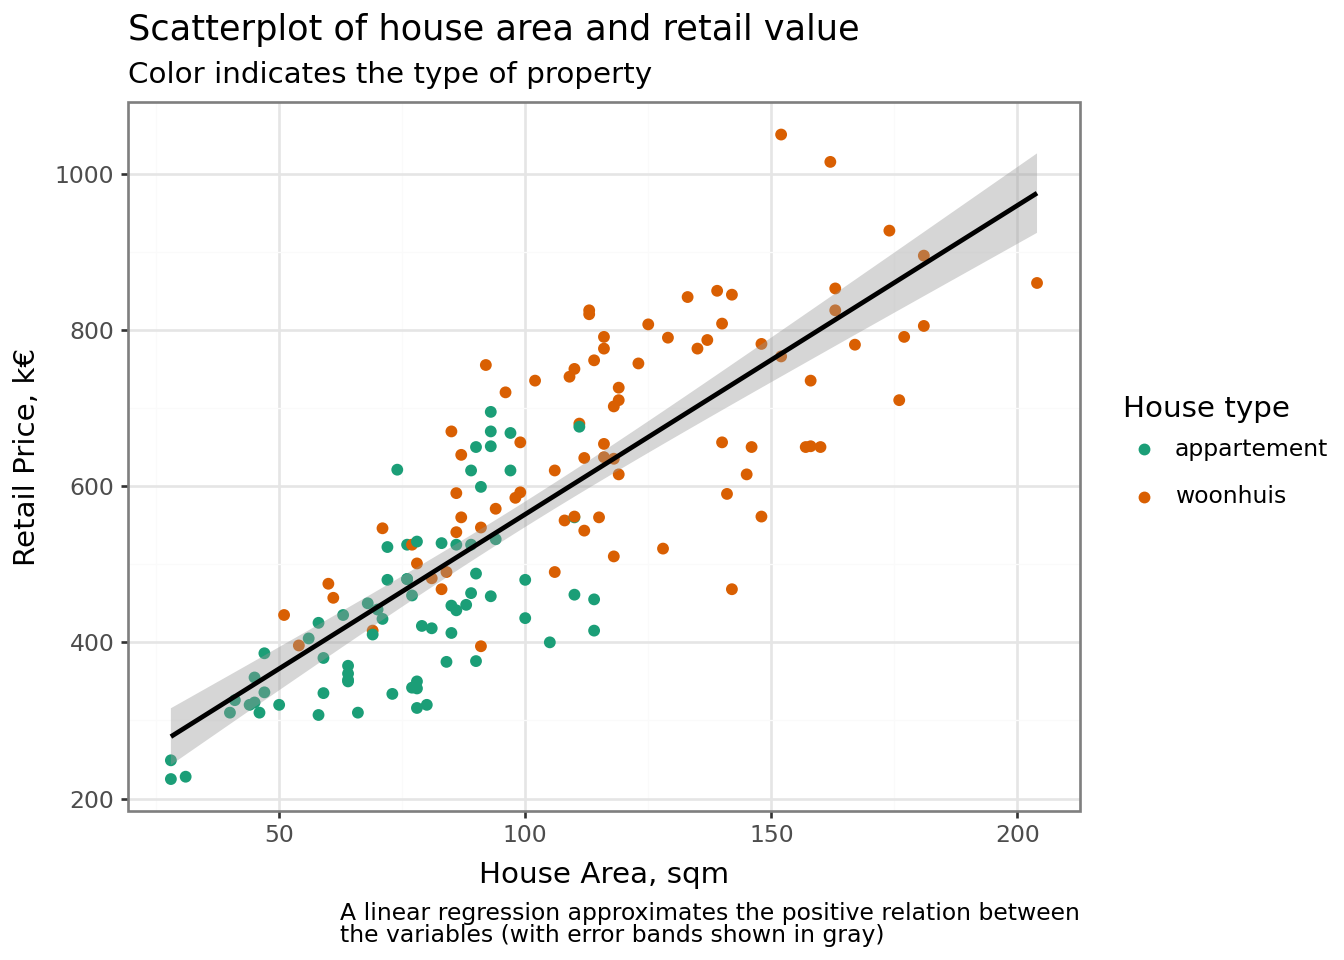 Scatterplot of house area and retail value
Color indicates the type of property
1000
800
600
400
200
Retail Price, k€
50 100 150 200
House Area, sqm
House type
appartement
woonhuis
A linear regression approximates the positive relation between
the variables (with error bands shown in gray)